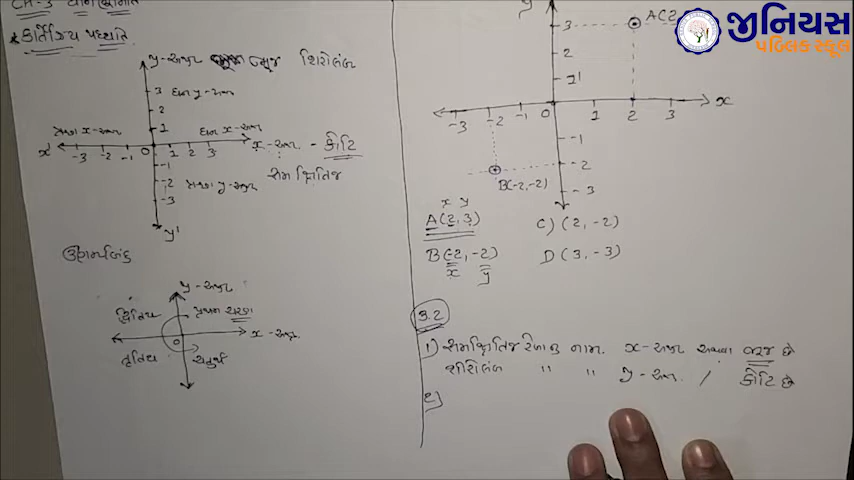 CH-3 યામ ભૂમિતિ
* કાર્તેઝિય પધ્ધતિ
y-અક્ષ ભૂજ શિરોલંબ
3 ધન y-અક્ષ
2
1
ઋણ x-અક્ષ ધન x-અક્ષ
x' -3 -2 -1 0 1 2 3 x-અક્ષ - કોટિ
સમક્ષિતિજ
-1
-2 ઋણ y-અક્ષ
-3
y'
ઉગમબિંદુ
y-અક્ષ
દ્વિતિય પ્રથમ ચરણ
0 x-અક્ષ
તૃતિય ચતુર્થ
y
3 A(2
2
1
-3 -2 -1 0 1 2 3 x
-1
-2
B(-2,-2)
-3
x y
A(2,3) C) (2,-2)
B(-2,-2) D(3,-3)
x y
3.2
1) સમક્ષિતિજ રેખાનુ નામ x-અક્ષ અથવા ભૂજ છે
શીરોલંબ " " y-અક્ષ / કોટિ છે
2)
જીનિયસ
પબ્લિક સ્કૂલ